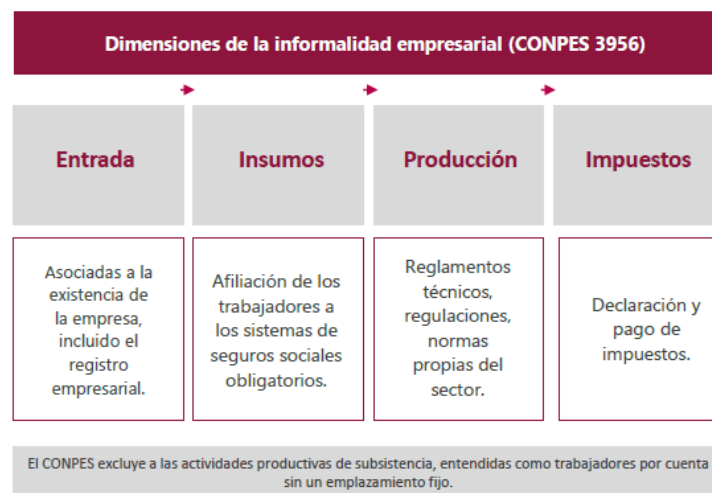 Dimensiones de la informalidad empresarial (CONPES 3956)
Entrada
Insumos
Producción
Impuestos
Asociadas a la
existencia de
la empresa,
incluido el
registro
empresarial.
Afiliación de los
trabajadores a
los sistemas de
seguros sociales
obligatorios.
Reglamentos
técnicos,
regulaciones,
normas
propias del
sector.
Declaración y
pago de
impuestos.
El CONPES excluye a las actividades productivas de subsistencia, entendidas como trabajadores por cuenta
sin un emplazamiento fijo.